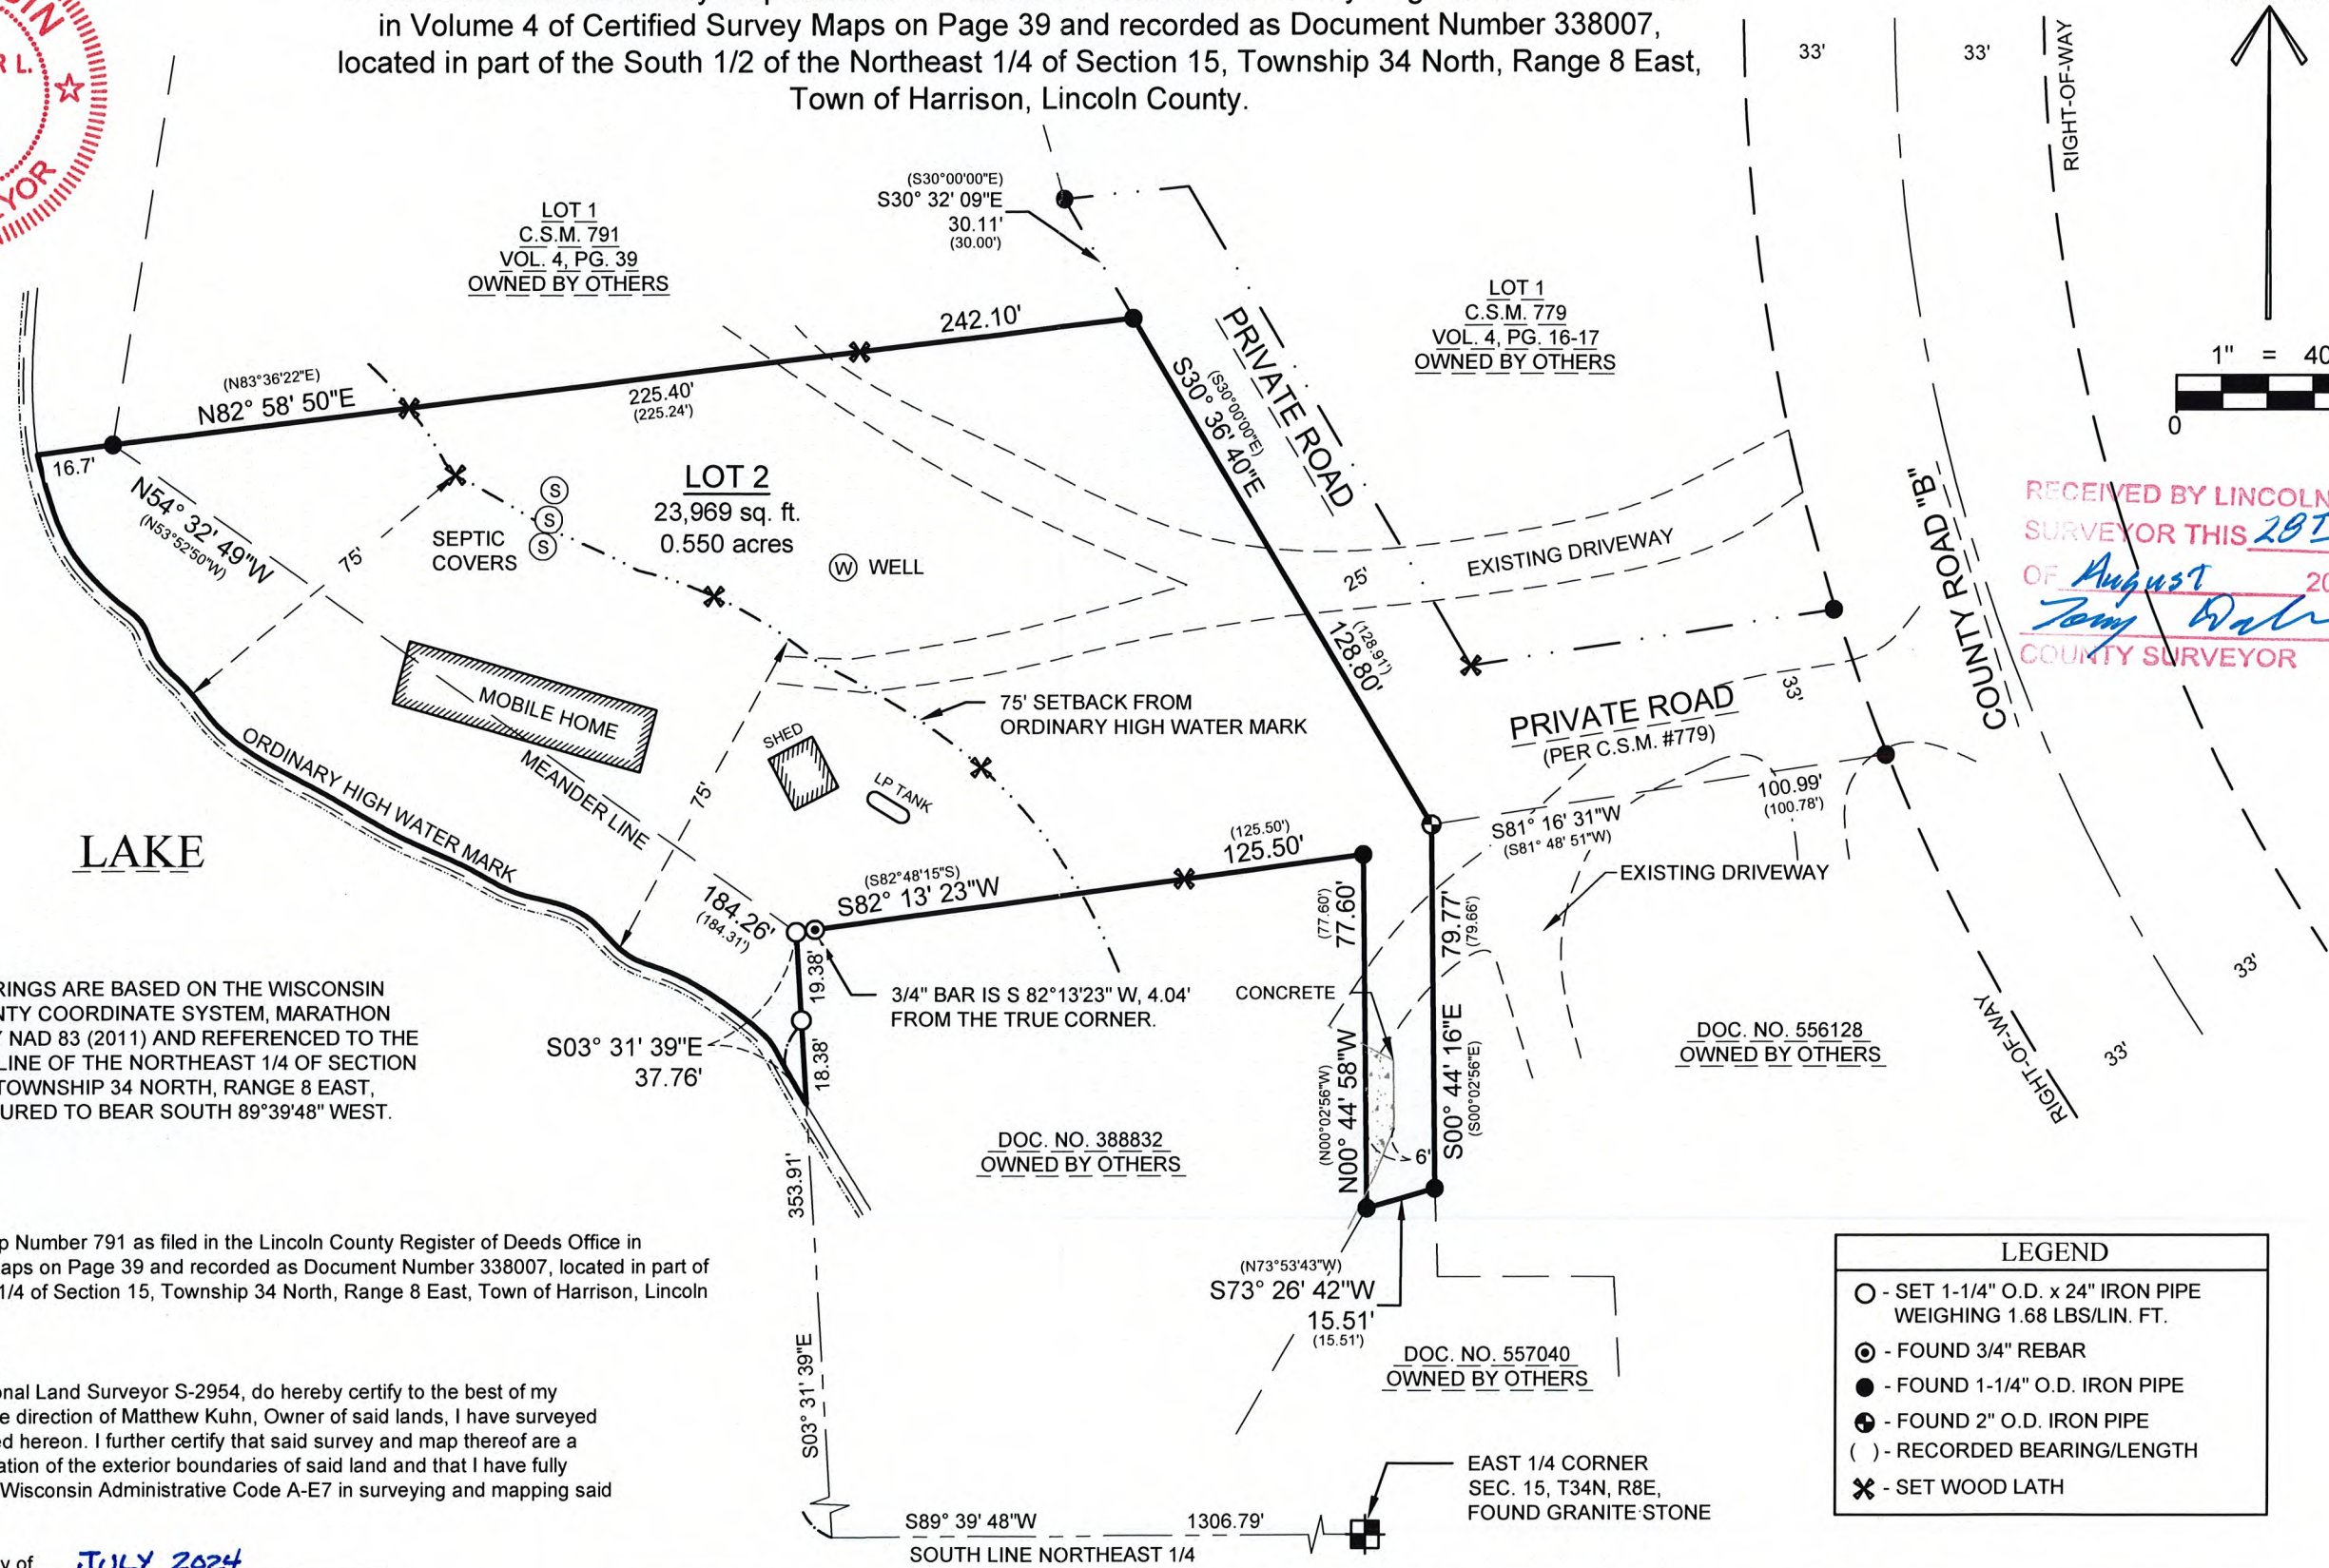 in Volume 4 of Certified Survey Maps on Page 39 and recorded as Document Number 338007,
located in part of the South 1/2 of the Northeast 1/4 of Section 15, Township 34 North, Range 8 East,
Town of Harrison, Lincoln County.
R L.
33'
33'
RIGHT-OF-WAY
LOT 1
C.S.M. 791
VOL. 4, PG. 39
OWNED BY OTHERS
(S30°00'00"E)
S30° 32' 09"E
30.11'
(30.00')
LOT 1
C.S.M. 779
VOL. 4, PG. 16-17
OWNED BY OTHERS
PRIVATE ROAD
1" = 40
0
242.10'
(N83°36'22"E)
N82° 58' 50"E
225.40'
(225.24')
S30° 36' 40"E
(S30°00'00"E)
16.7'
N54° 32' 49"W
(N53°52'50"W)
75'
SEPTIC
COVERS
S
S
S
LOT 2
23,969 sq. ft.
0.550 acres
W WELL
25'
EXISTING DRIVEWAY
COUNTY ROAD "B"
RECEIVED BY LINCOLN
SURVEYOR THIS 28
OF August 20
COUNTY SURVEYOR
(128.91')
128.80'
MOBILE HOME
75' SETBACK FROM
ORDINARY HIGH WATER MARK
PRIVATE ROAD
(PER C.S.M. #779)
33'
SHED
LP TANK
75'
ORDINARY HIGH WATER MARK
MEANDER LINE
LAKE
100.99'
(100.78')
S81° 16' 31"W
(S81° 48' 51"W)
EXISTING DRIVEWAY
(125.50')
125.50'
(S82°48'15"S)
S82° 13' 23"W
184.26'
(184.31')
19.38'
18.38'
3/4" BAR IS S 82°13'23" W, 4.04'
FROM THE TRUE CORNER.
S03° 31' 39"E
37.76'
(77.60')
77.60'
79.77'
(79.66')
CONCRETE
(N00°02'56"W)
N00° 44' 58"W
S00° 44' 16"E
(S00°02'56"E)
6'
33'
33'
RIGHT-OF-WAY
DOC. NO. 556128
OWNED BY OTHERS
RINGS ARE BASED ON THE WISCONSIN
NTY COORDINATE SYSTEM, MARATHON
Y NAD 83 (2011) AND REFERENCED TO THE
LINE OF THE NORTHEAST 1/4 OF SECTION
TOWNSHIP 34 NORTH, RANGE 8 EAST,
URED TO BEAR SOUTH 89°39'48" WEST.
DOC. NO. 388832
OWNED BY OTHERS
353.91'
S03° 31' 39"E
(N73°53'43"W)
S73° 26' 42"W
15.51'
(15.51')
DOC. NO. 557040
OWNED BY OTHERS
p Number 791 as filed in the Lincoln County Register of Deeds Office in
aps on Page 39 and recorded as Document Number 338007, located in part of
1/4 of Section 15, Township 34 North, Range 8 East, Town of Harrison, Lincoln
onal Land Surveyor S-2954, do hereby certify to the best of my
e direction of Matthew Kuhn, Owner of said lands, I have surveyed
ed hereon. I further certify that said survey and map thereof are a
ation of the exterior boundaries of said land and that I have fully
Wisconsin Administrative Code A-E7 in surveying and mapping said
y of JULY 2024
EAST 1/4 CORNER
SEC. 15, T34N, R8E,
FOUND GRANITE STONE
S89° 39' 48"W 1306.79'
SOUTH LINE NORTHEAST 1/4
LEGEND
- SET 1-1/4" O.D. x 24" IRON PIPE
WEIGHING 1.68 LBS/LIN. FT.
- FOUND 3/4" REBAR
- FOUND 1-1/4" O.D. IRON PIPE
- FOUND 2" O.D. IRON PIPE
( ) - RECORDED BEARING/LENGTH
- SET WOOD LATH